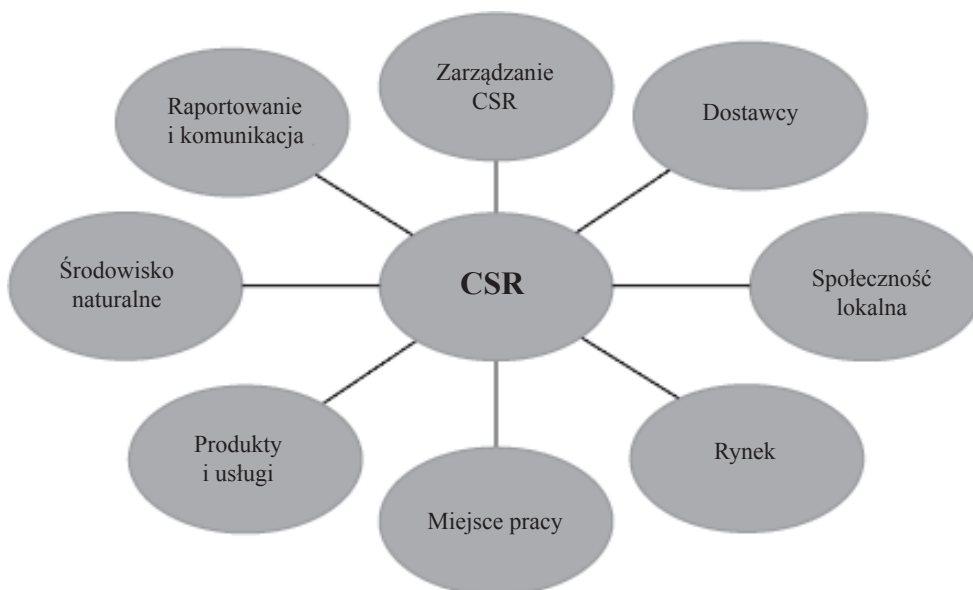 Zarządzanie
CSR
Raportowanie
i komunikacja
Dostawcy
Środowisko
naturalne
CSR
Społeczność
lokalna
Produkty
i usługi
Rynek
Miejsce pracy